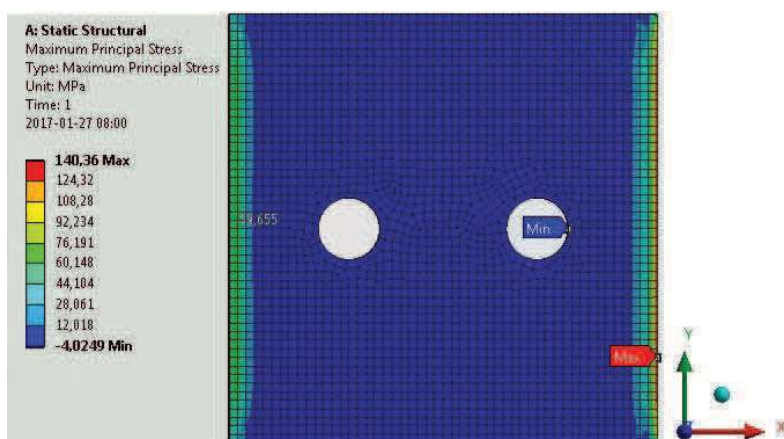 A: Static Structural
Maximum Principal Stress
Type: Maximum Principal Stress
Unit: MPa
Time: 1
2017-01-27 08:00
140,36 Max
124,32
108,28
92,234
76,191
60,148
44,104
28,061
12,018
-4,0249 Min
Min
Max
Y